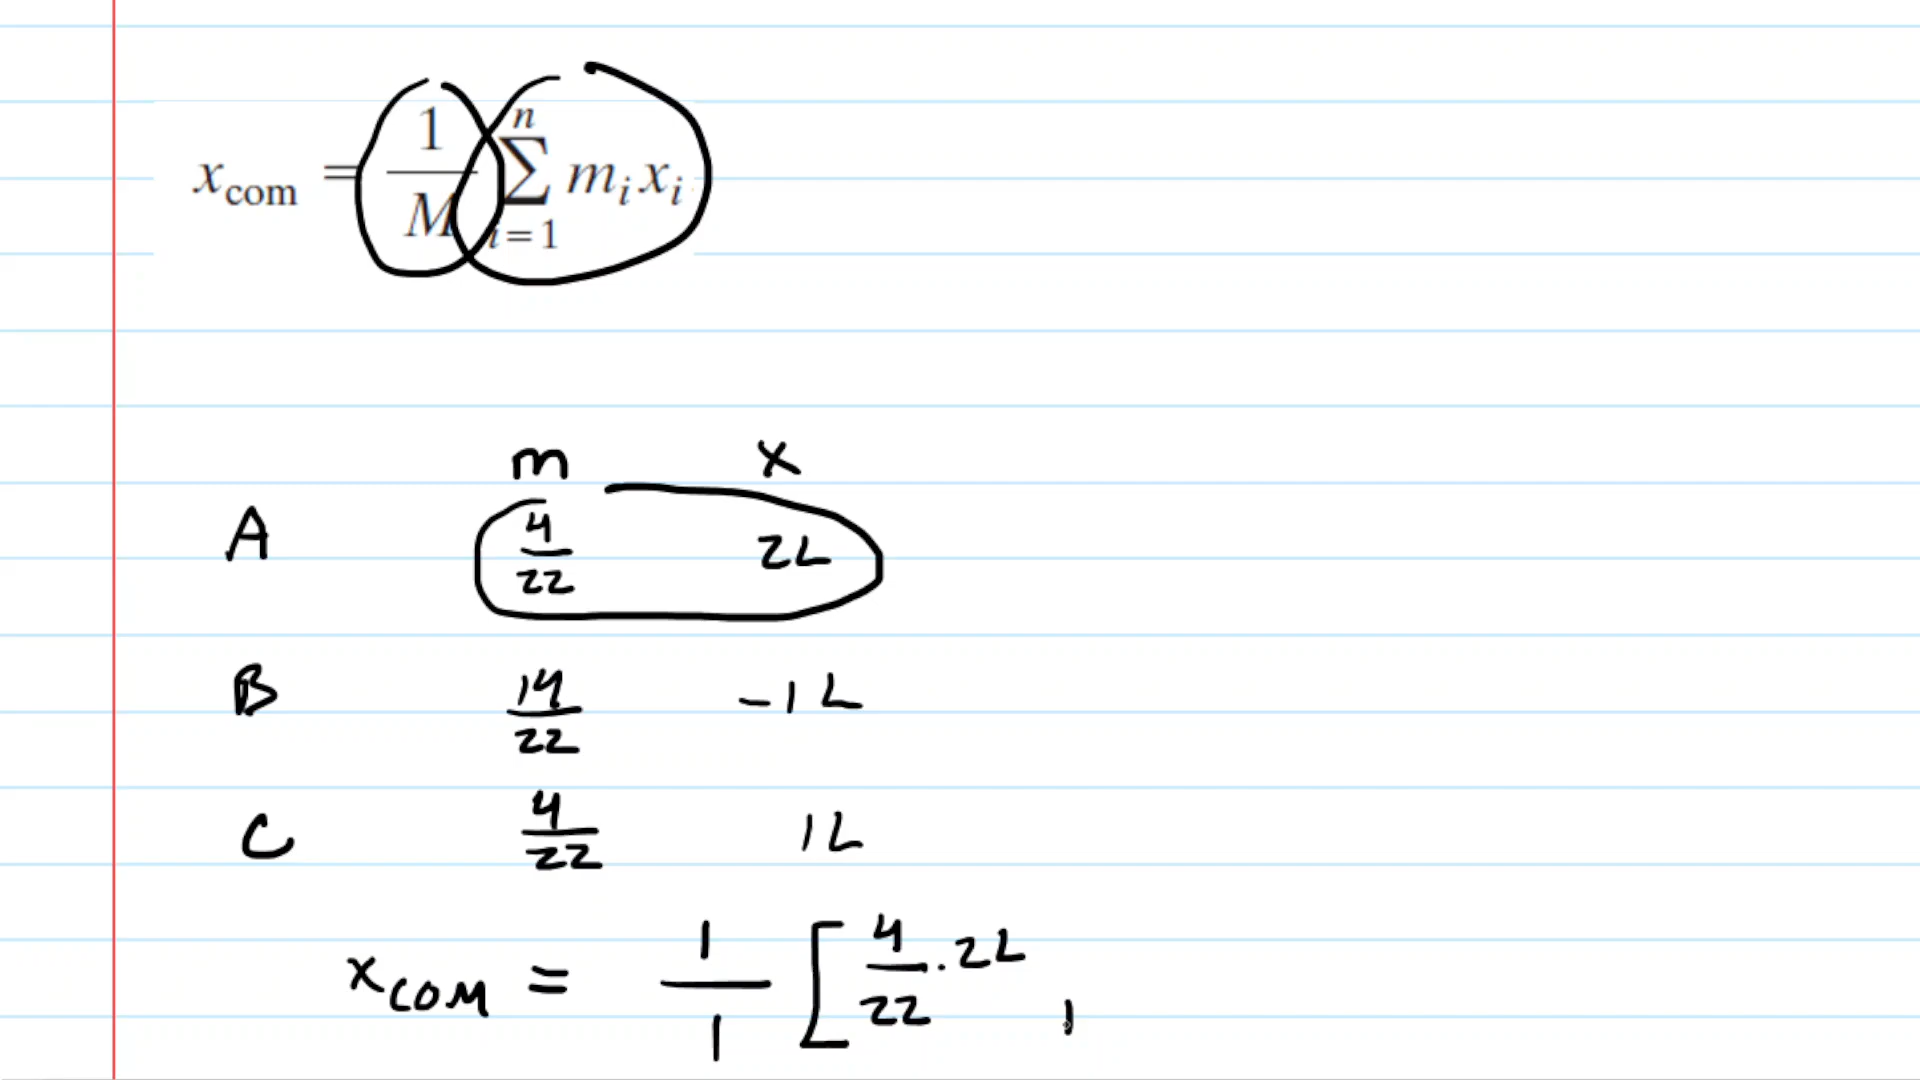 x_com = 1/M n∑i=1 m_i x_i
m x
A 4/22 2L
B 14/22 -1L
C 4/22 1L
x_com = 1/1 [ 4/22 . 2L